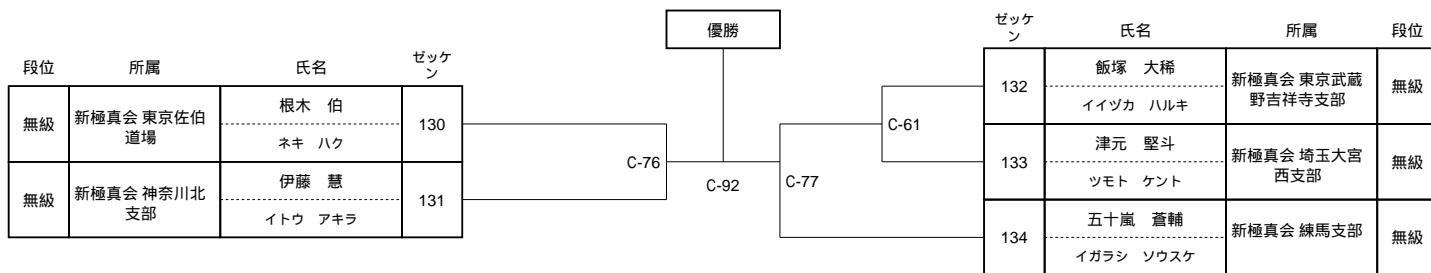 優勝
段位 所属 氏名 ゼッケ
ン
無級 新極真会 東京佐伯
道場 根木 伯
ネキ ハク 130
無級 新極真会 神奈川北
支部 伊藤 慧
イトウ アキラ 131
C-76
C-92
C-77
C-61
ゼッケ
ン 氏名 所属 段位
132 飯塚 大稀
イイヅカ ハルキ 新極真会 東京武蔵
野吉祥寺支部 無級
133 津元 堅斗
ツモト ケント 新極真会 埼玉大宮
西支部 無級
134 五十嵐 蒼輔
イガラシ ソウスケ 新極真会 練馬支部 無級